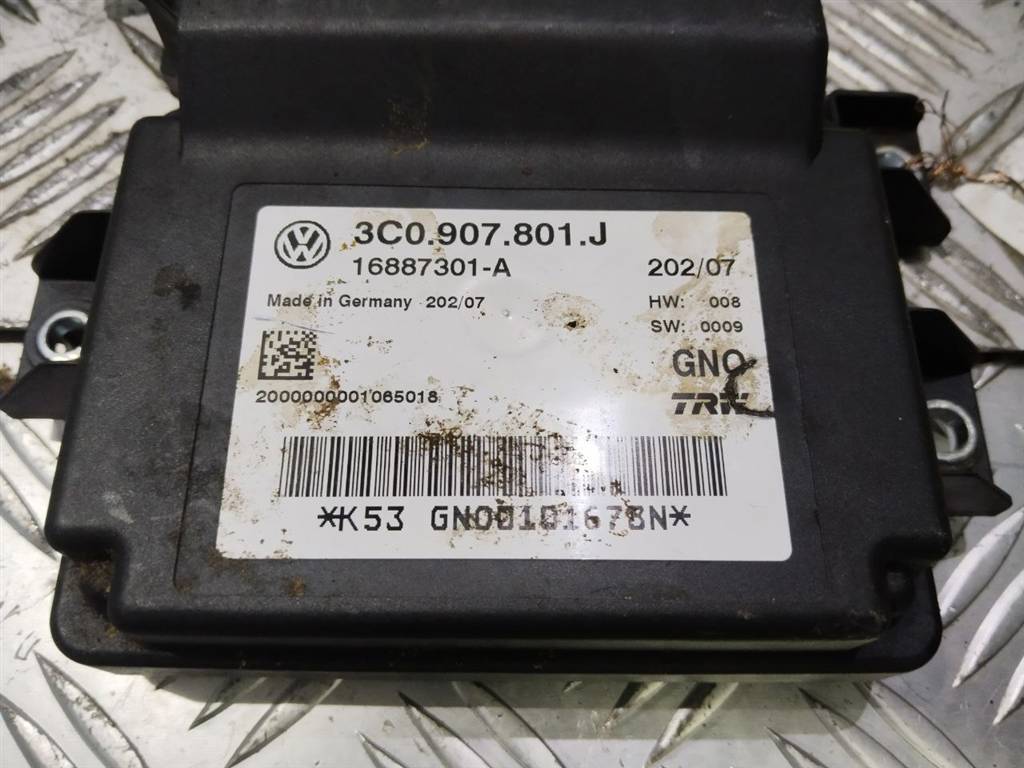 3C0.907.801.J
16887301-A 202/07
Made in Germany 202/07 HW: 008
SW: 0009
GNO
2000000001065018 TRW
*K53 GNO0101678N*